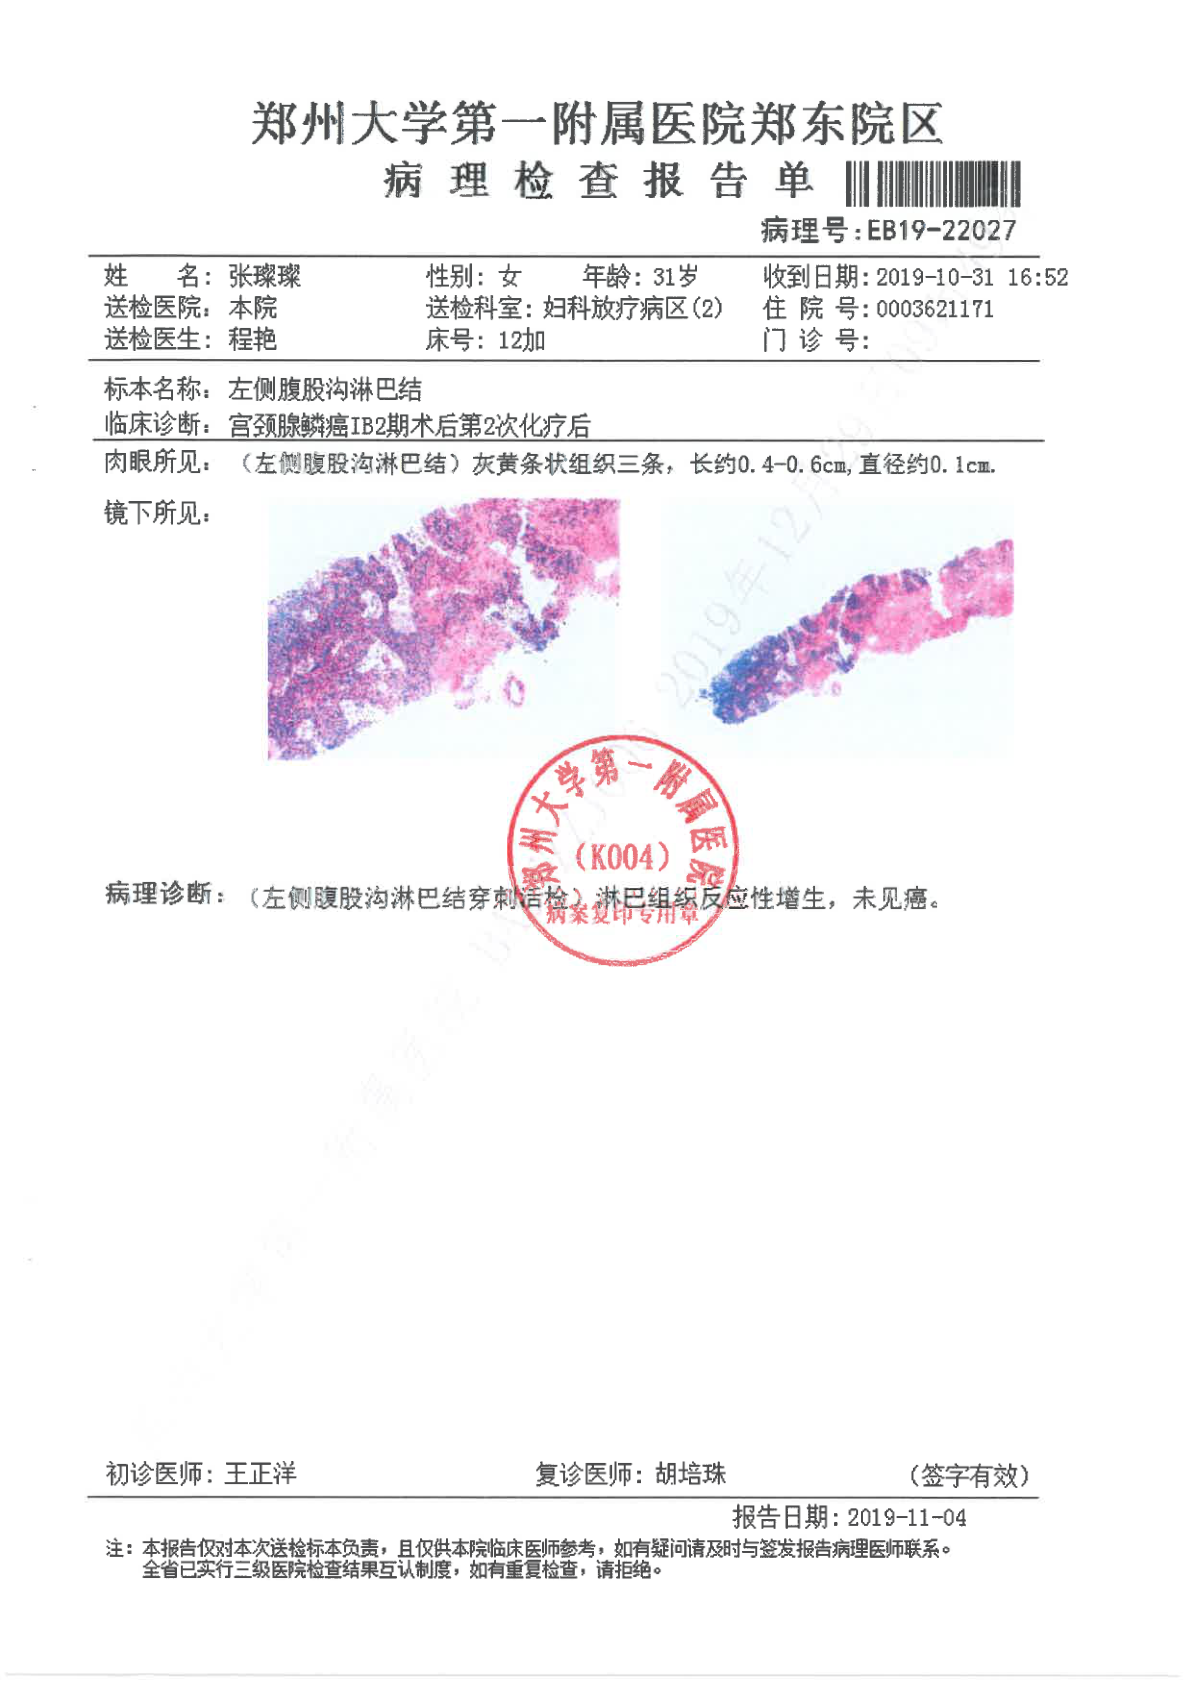 郑州大学第一附属医院郑东院区
病理检查报告单
病理号:EB19-22027
姓 名: 张璨璨 性别: 女 年龄: 31岁 收到日期: 2019-10-31 16:52
送检医院: 本院 送检科室: 妇科放疗病区(2) 住院号: 0003621171
送检医生: 程艳 床号: 12加 门诊号:
标本名称: 左侧腹股沟淋巴结
临床诊断: 宫颈腺鳞癌IB2期术后第2次化疗后
肉眼所见: （左侧腹股沟淋巴结）灰黄条状组织三条，长约0.4-0.6cm,直径约0.1cm.
镜下所见:
2019年12月29日
郑州大学第一附属医院
(K004)
病案复印专用章
病理诊断: （左侧腹股沟淋巴结穿刺活检）淋巴组织反应性增生，未见癌。
初诊医师: 王正洋 复诊医师: 胡培珠 （签字有效）
报告日期: 2019-11-04
注: 本报告仅对本次送检标本负责，且仅供本院临床医师参考，如有疑问请及时与签发报告病理医师联系。
全省已实行三级医院检查结果互认制度，如有重复检查，请拒绝。